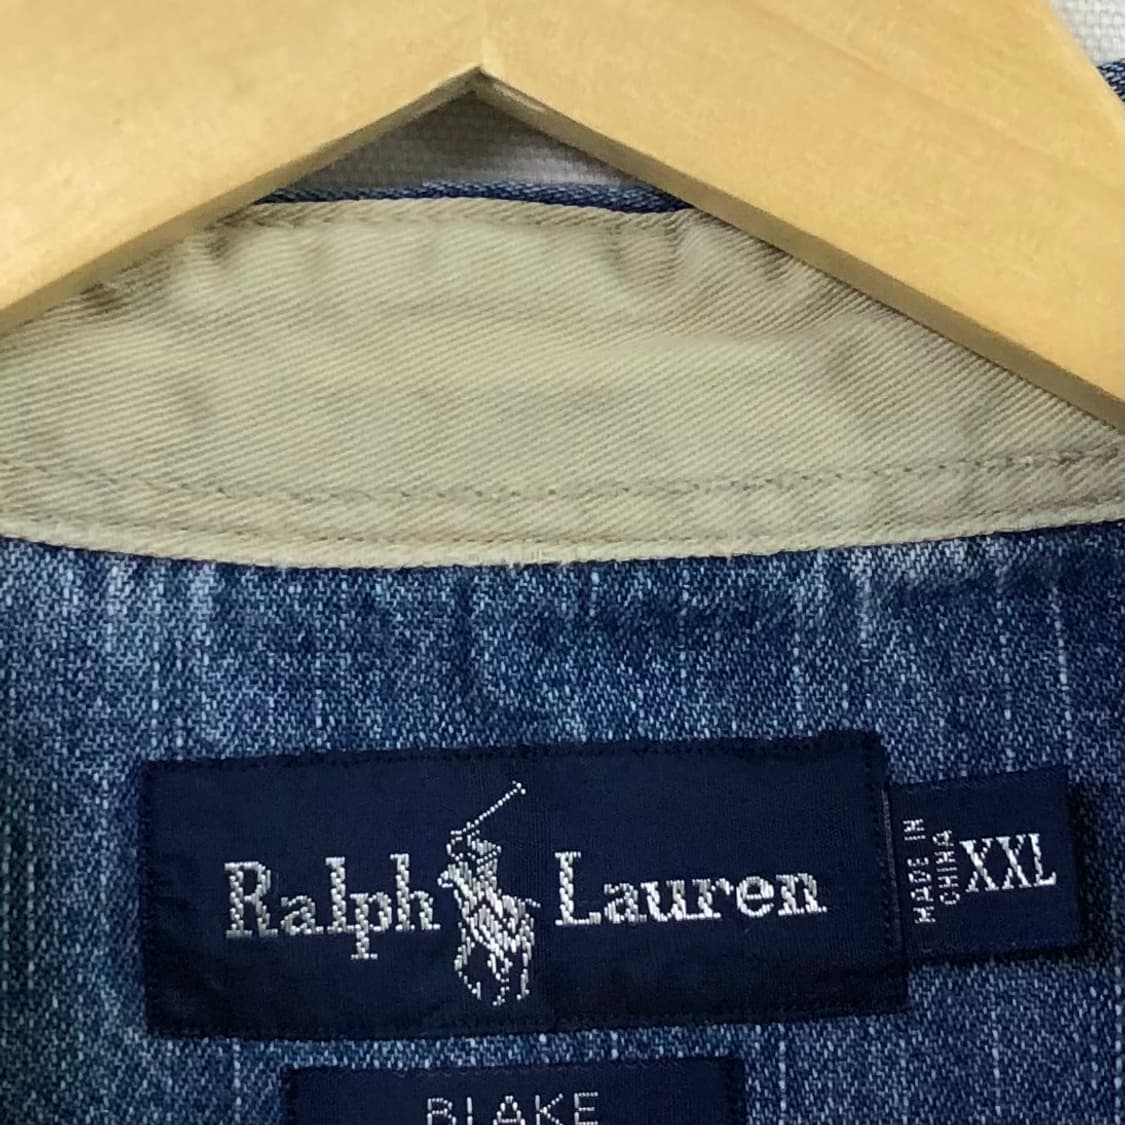 Ralph Lauren
MADE IN
CHINA
XXL
BLAKE